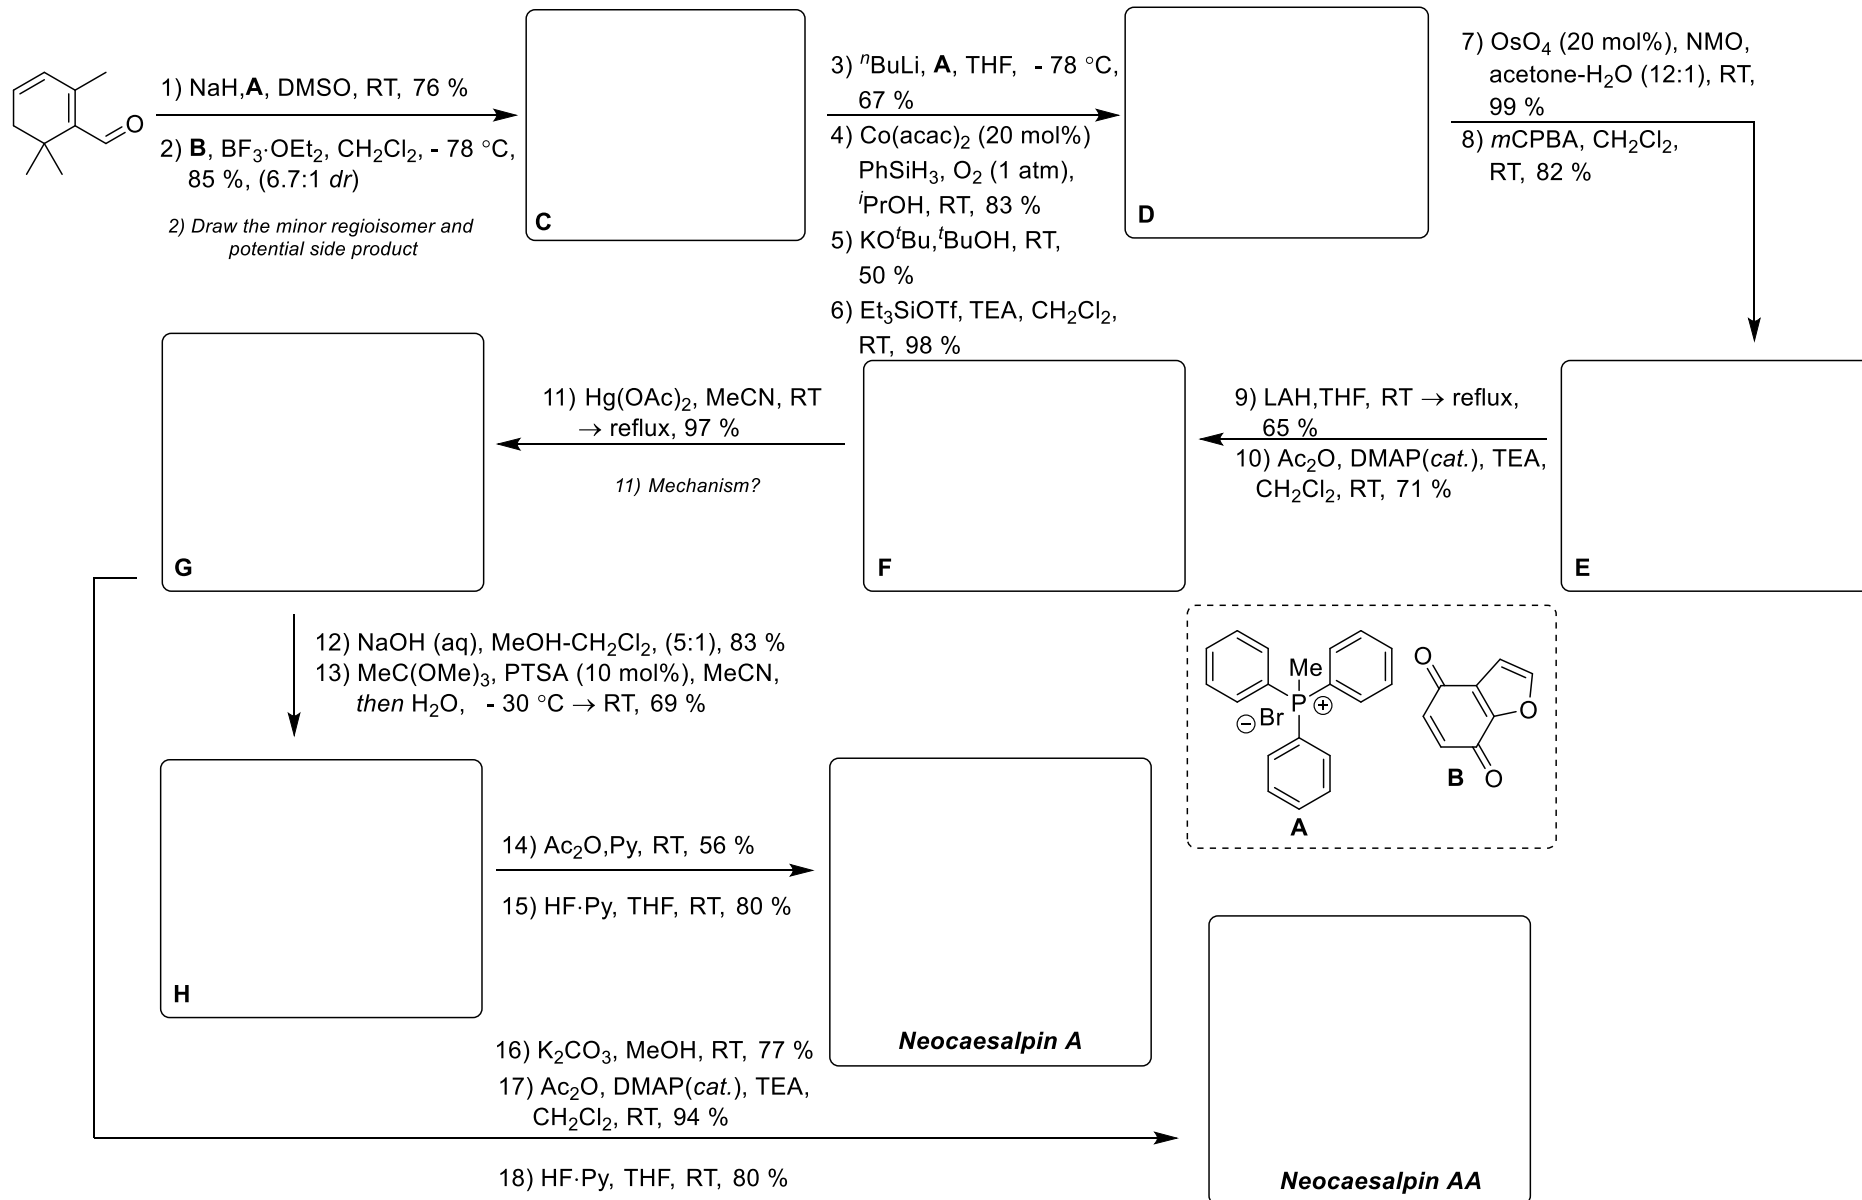 O
1) NaH,A, DMSO, RT, 76 %
2) B, BF₃·OEt₂, CH₂Cl₂, - 78 °C,
85 %, (6.7:1 dr)
2) Draw the minor regioisomer and
potential side product
C
3) ⁿBuLi, A, THF, - 78 °C,
67 %
4) Co(acac)₂ (20 mol%)
PhSiH₃, O₂ (1 atm),
ⁱPrOH, RT, 83 %
5) KOᵗBu,ᵗBuOH, RT,
50 %
6) Et₃SiOTf, TEA, CH₂Cl₂,
RT, 98 %
D
7) OsO₄ (20 mol%), NMO,
acetone-H₂O (12:1), RT,
99 %
8) mCPBA, CH₂Cl₂,
RT, 82 %
E
9) LAH,THF, RT → reflux,
65 %
10) Ac₂O, DMAP(cat.), TEA,
CH₂Cl₂, RT, 71 %
F
11) Hg(OAc)₂, MeCN, RT
→ reflux, 97 %
11) Mechanism?
G
12) NaOH (aq), MeOH-CH₂Cl₂, (5:1), 83 %
13) MeC(OMe)₃, PTSA (10 mol%), MeCN,
then H₂O, - 30 °C → RT, 69 %
Me
P
+
- Br
A
O
O
O
B
H
14) Ac₂O,Py, RT, 56 %
15) HF·Py, THF, RT, 80 %
Neocaesalpin A
16) K₂CO₃, MeOH, RT, 77 %
17) Ac₂O, DMAP(cat.), TEA,
CH₂Cl₂, RT, 94 %
18) HF·Py, THF, RT, 80 %
Neocaesalpin AA